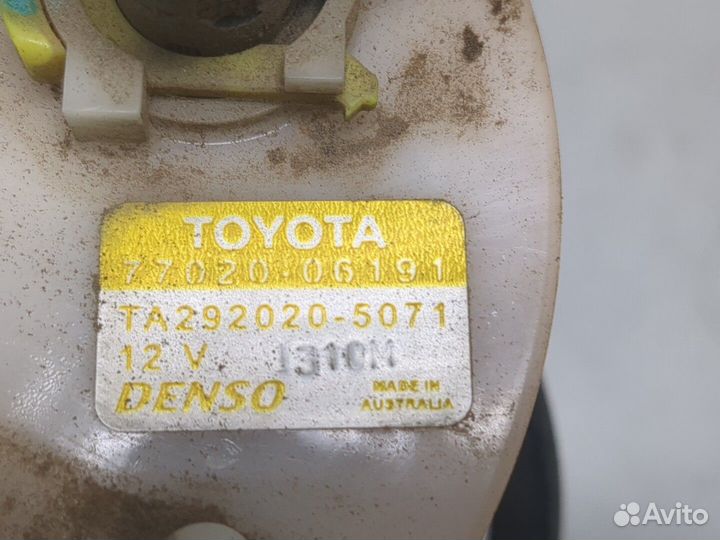 TOYOTA
77020-06191
TA292020-5071
12 V 1310M
DENSO MADE IN
AUSTRALIA
Avito